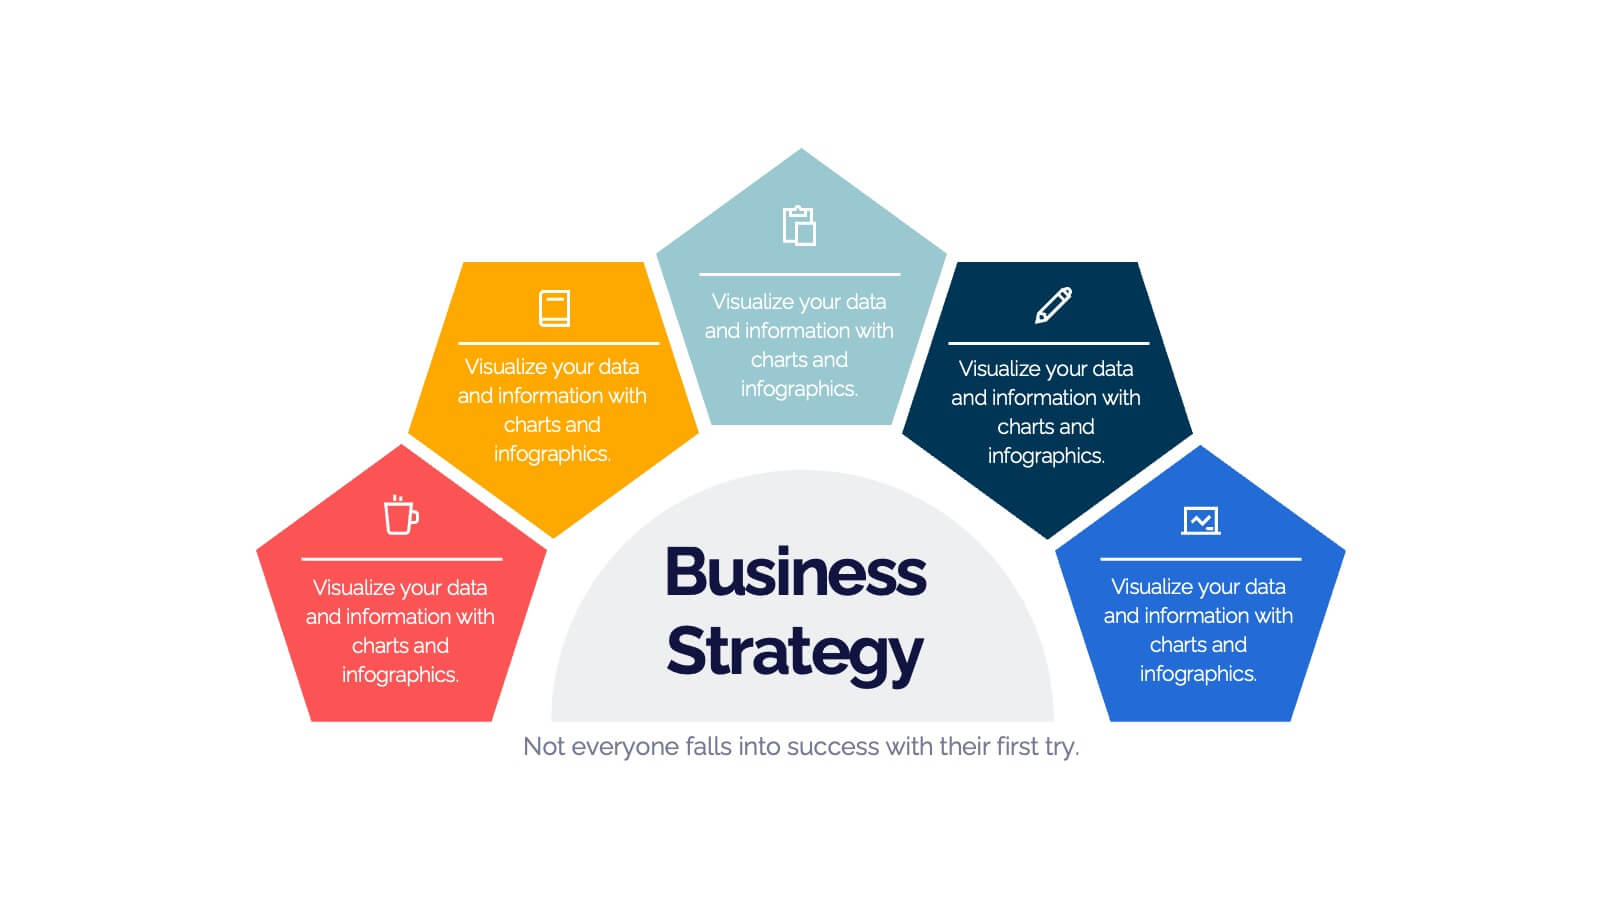 Visualize your data
and information with
charts and
infographics.
Visualize your data
and information with
charts and
infographics.
Visualize your data
and information with
charts and
infographics.
Visualize your data
and information with
charts and
infographics.
Visualize your data
and information with
charts and
infographics.
Business
Strategy
Not everyone falls into success with their first try.